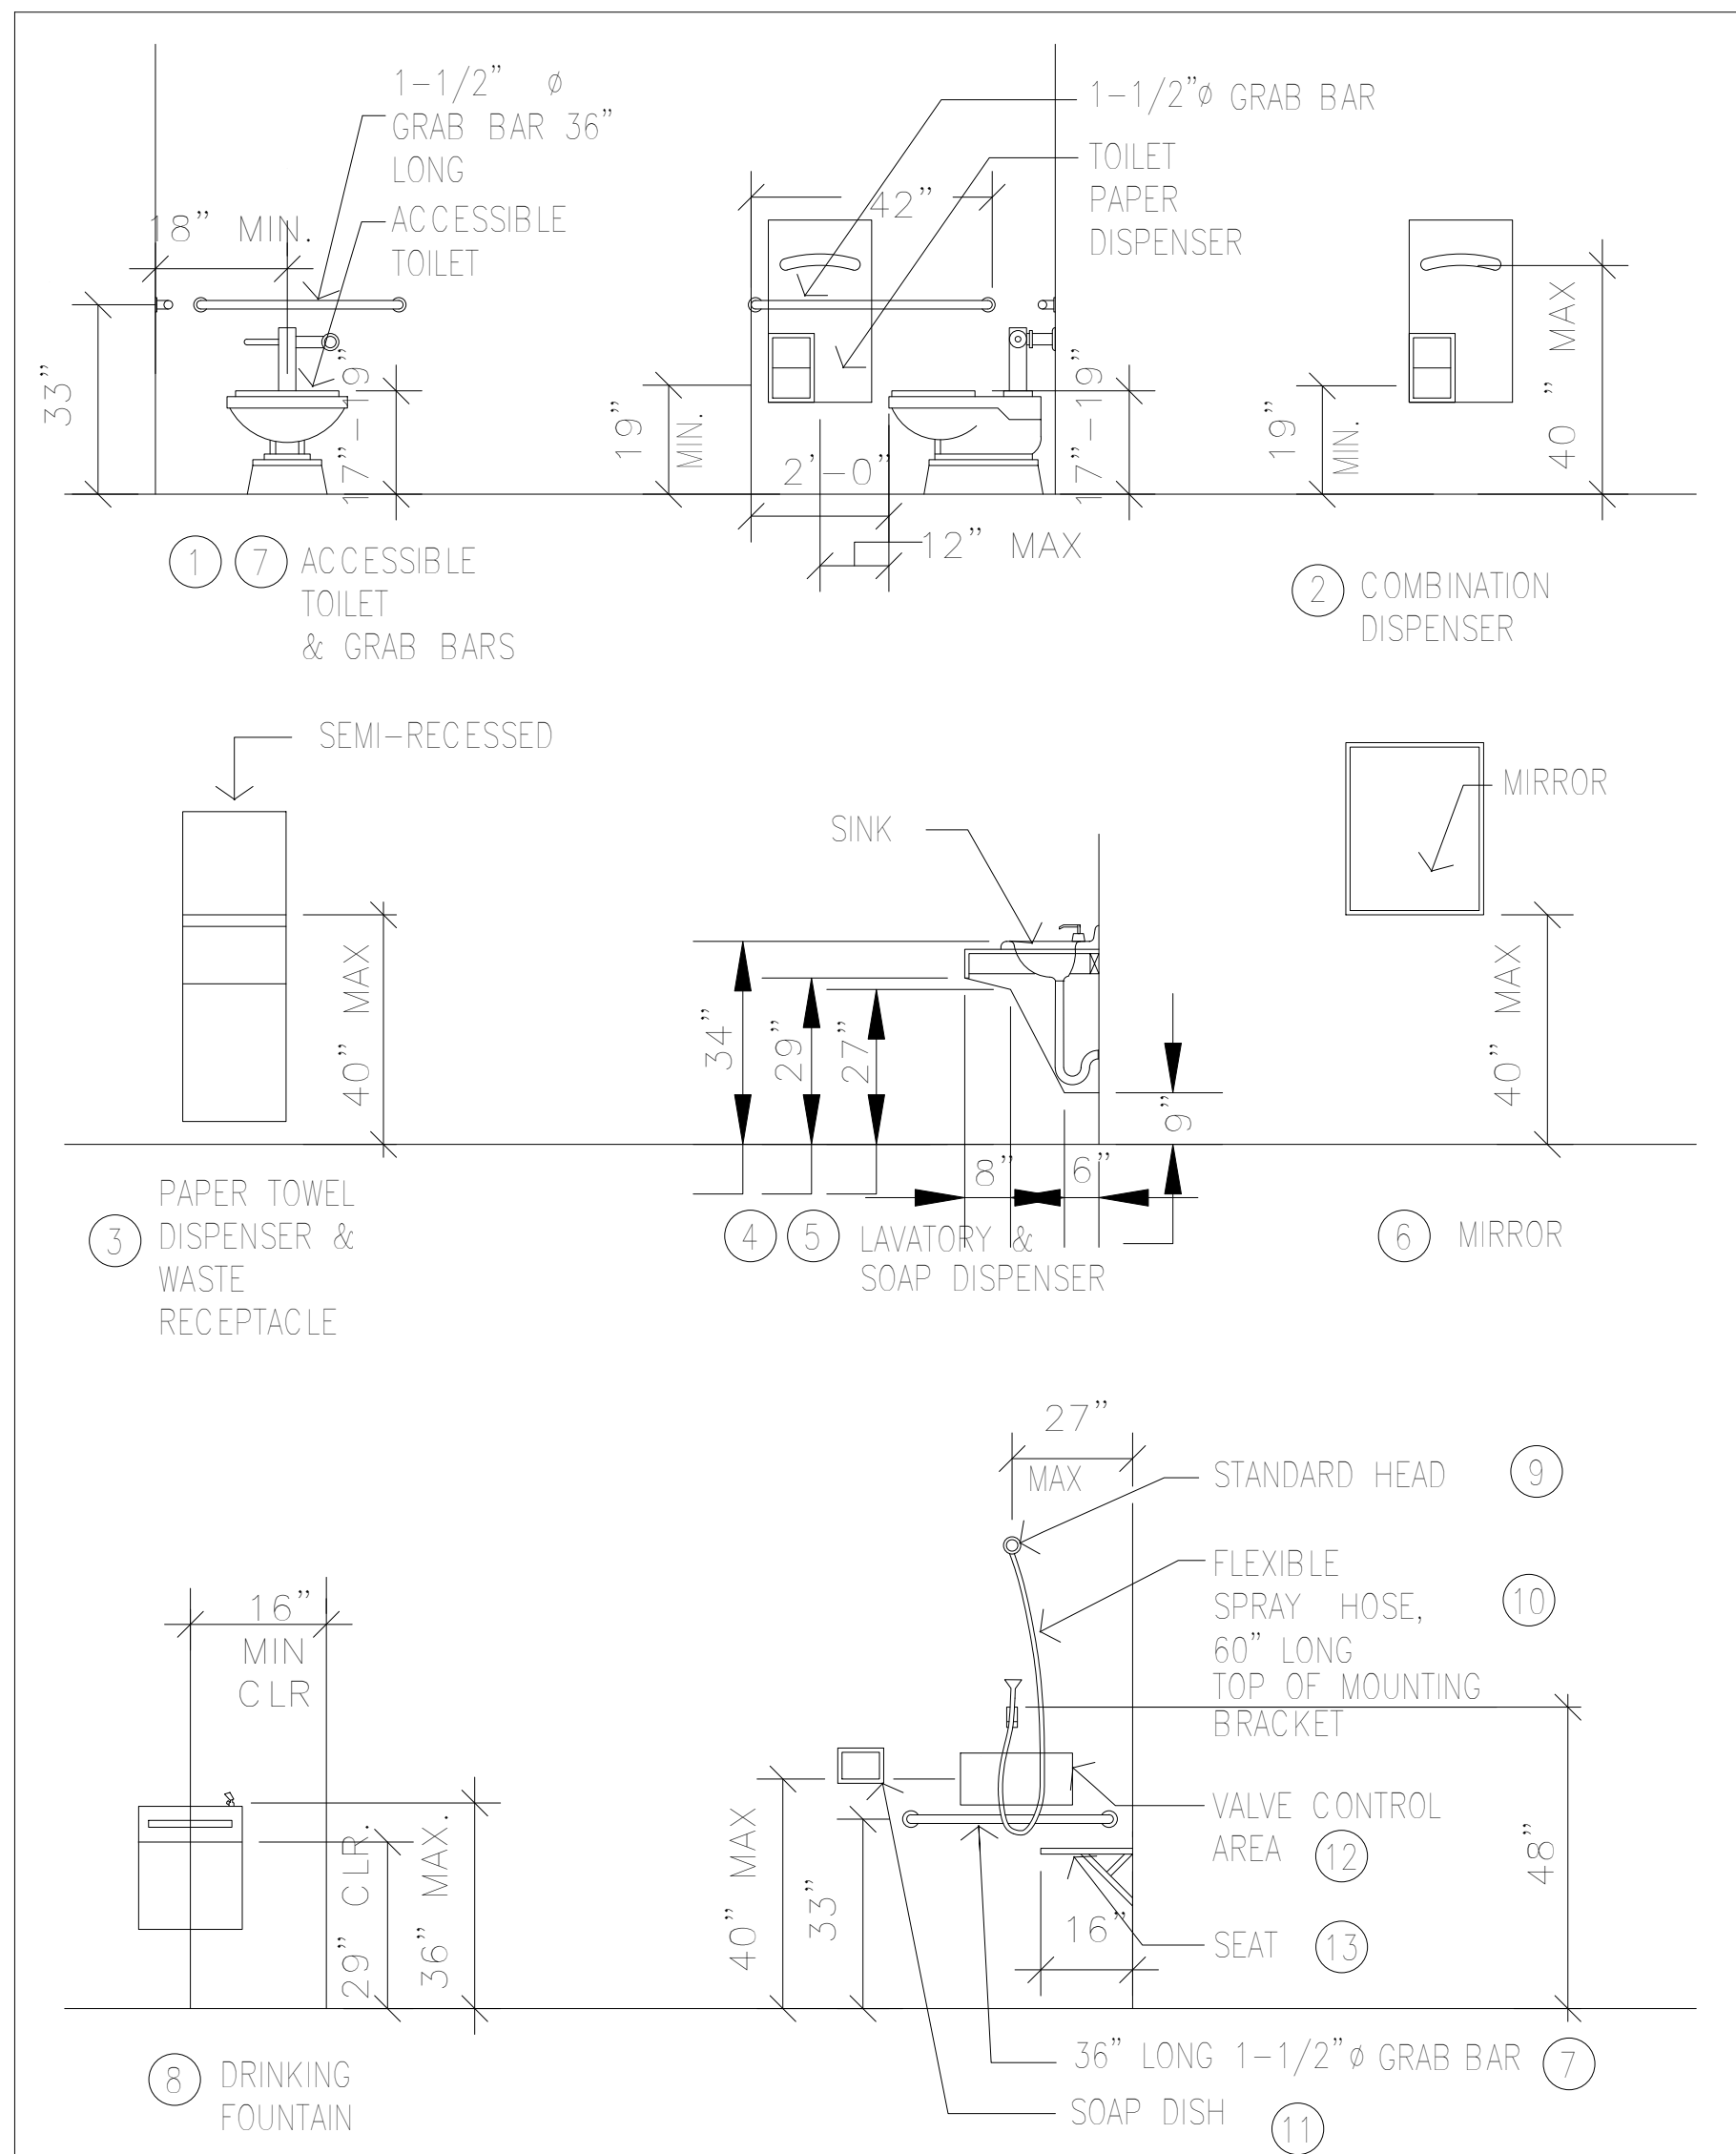 1-1/2" ø
GRAB BAR 36"
LONG
ACCESSIBLE
TOILET
18" MIN.
33"
17"-19"
1-1/2"ø GRAB BAR
TOILET
PAPER
DISPENSER
42"
19"
MIN.
2'-0"
17"-19"
12" MAX
19"
MIN.
40 " MAX
1 7 ACCESSIBLE
TOILET
& GRAB BARS
2 COMBINATION
DISPENSER
SEMI-RECESSED
40" MAX
SINK
34"
29"
27"
9"
8"
6"
MIRROR
40" MAX
3 PAPER TOWEL
DISPENSER &
WASTE
RECEPTACLE
4 5 LAVATORY &
SOAP DISPENSER
6 MIRROR
27"
MAX
STANDARD HEAD 9
FLEXIBLE
SPRAY HOSE, 10
60" LONG
TOP OF MOUNTING
BRACKET
VALVE CONTROL
AREA 12
48"
SEAT 13
16"
40" MAX
33"
16"
MIN
CLR
29" CLR.
36" MAX.
36" LONG 1-1/2"ø GRAB BAR 7
SOAP DISH 11
8 DRINKING
FOUNTAIN